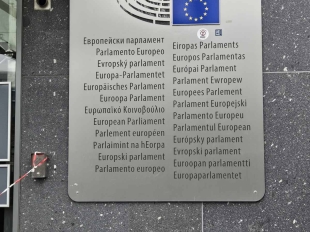 Европейски парламент
Parlamento Europeo
Evropský parlament
Europa-Parlamentet
Europäisches Parlament
Euroopa Parlament
Ευρωπαϊκό Κοινοβούλιο
European Parliament
Parlement européen
Parlaimint na hEorpa
Europski parlament
Parlamento europeo
Eiropas Parlaments
Europos Parlamentas
Európai Parlament
Parlament Ewropew
Europees Parlement
Parlament Europejski
Parlamento Europeu
Parlamentul European
Európsky parlament
Evropski parlament
Euroopan parlamentti
Europaparlamentet